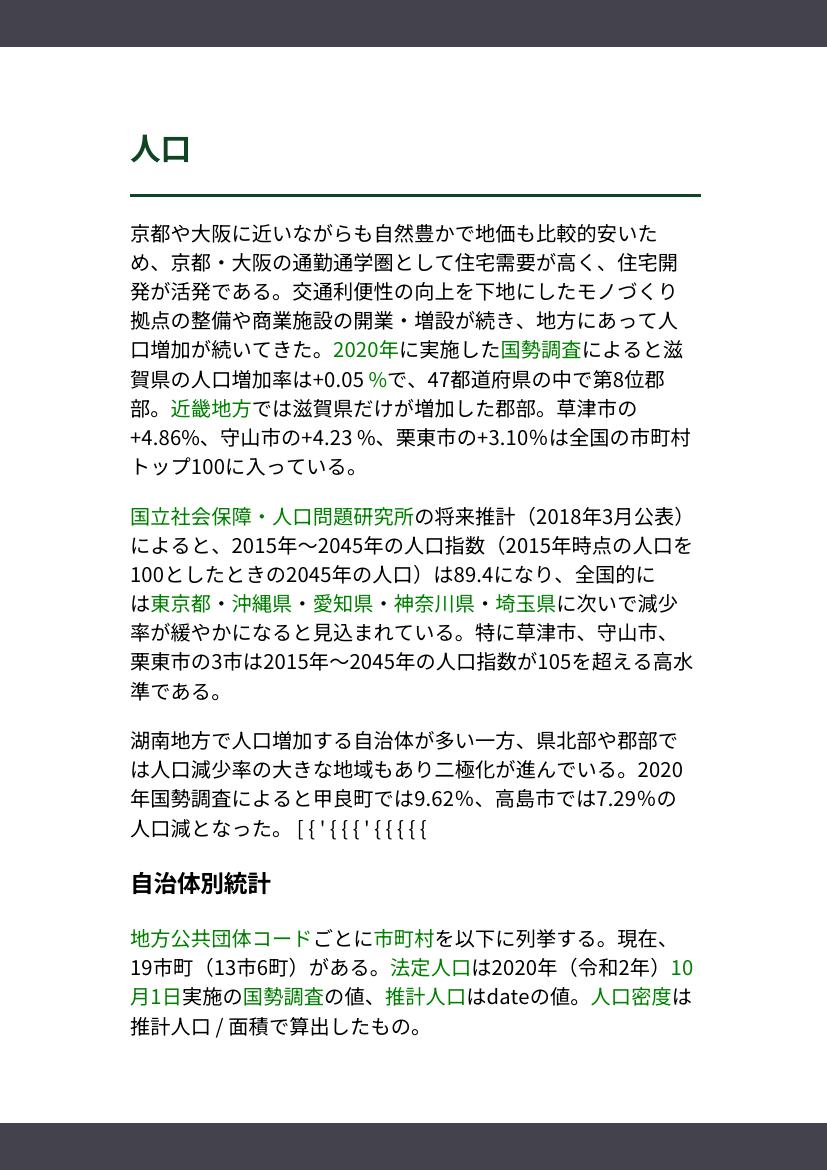 人口
京都や大阪に近いながらも自然豊かで地価も比較的安いた
め、京都・大阪の通勤通学圏として住宅需要が高く、住宅開
発が活発である。交通利便性の向上を下地にしたモノづくり
拠点の整備や商業施設の開業・増設が続き、地方にあって人
口増加が続いてきた。2020年に実施した国勢調査によると滋
賀県の人口増加率は+0.05 %で、47都道府県の中で第8位郡
部。近畿地方では滋賀県だけが増加した郡部。草津市の
+4.86%、守山市の+4.23 %、栗東市の+3.10%は全国の市町村
トップ100に入っている。
国立社会保障・人口問題研究所の将来推計（2018年3月公表）
によると、2015年〜2045年の人口指数（2015年時点の人口を
100としたときの2045年の人口）は89.4になり、全国的に
は東京都・沖縄県・愛知県・神奈川県・埼玉県に次いで減少
率が緩やかになると見込まれている。特に草津市、守山市、
栗東市の3市は2015年〜2045年の人口指数が105を超える高水
準である。
湖南地方で人口増加する自治体が多い一方、県北部や郡部で
は人口減少率の大きな地域もあり二極化が進んでいる。2020
年国勢調査によると甲良町では9.62%、高島市では7.29%の
人口減となった。 [ { ' { { { ' { { { { {
自治体別統計
地方公共団体コードごとに市町村を以下に列挙する。現在、
19市町（13市6町）がある。法定人口は2020年（令和2年）10
月1日実施の国勢調査の値、推計人口はdateの値。人口密度は
推計人口 / 面積で算出したもの。